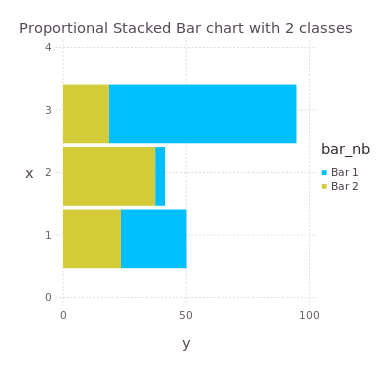 Proportional Stacked Bar chart with 2 classes
4
3
2
1
0
x
0 50 100
y
bar_nb
Bar 1
Bar 2